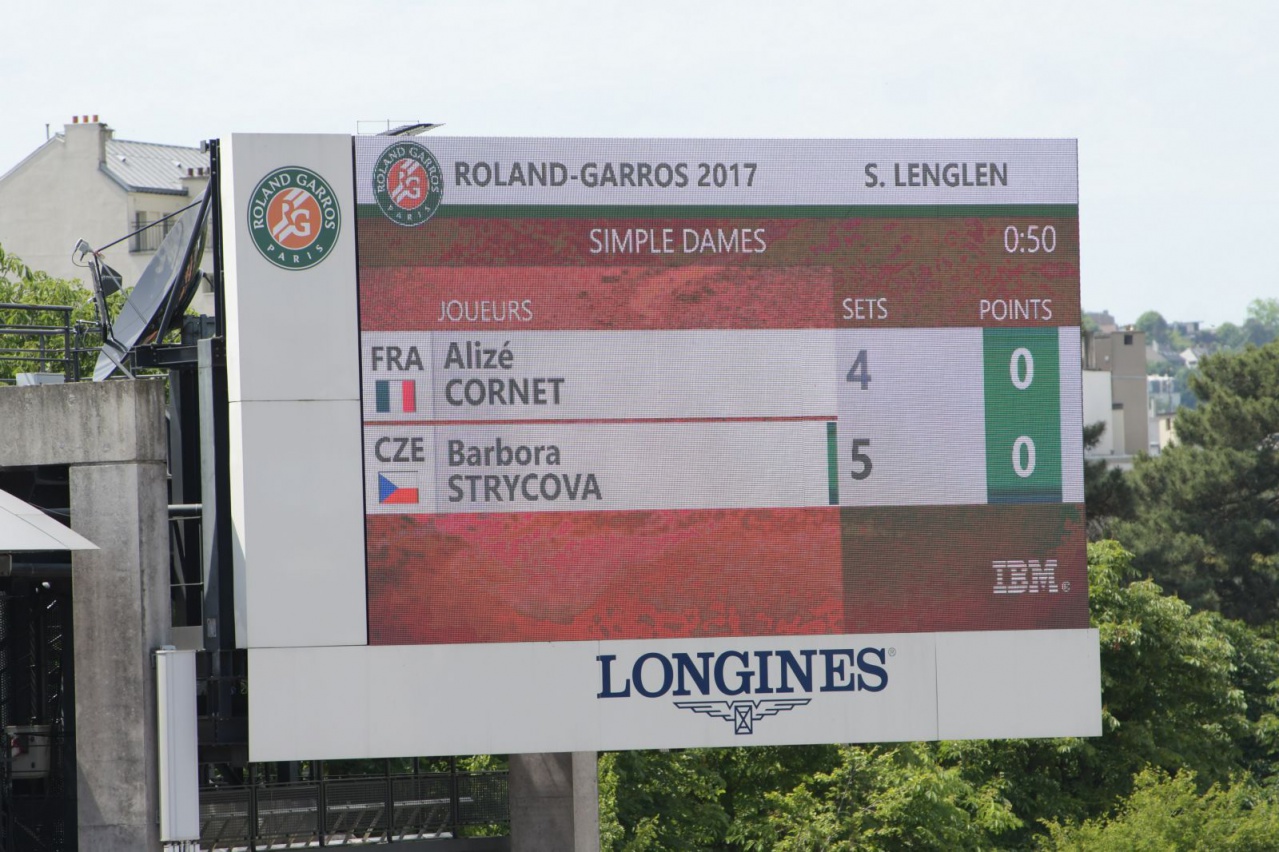 ROLAND GARROS
PARIS
ROLAND GARROS
PARIS
ROLAND-GARROS 2017 S. LENGLEN
SIMPLE DAMES 0:50
JOUEURS SETS POINTS
FRA Alizé
CORNET 4 0
CZE Barbora
STRYCOVA 5 0
IBM
LONGINES®